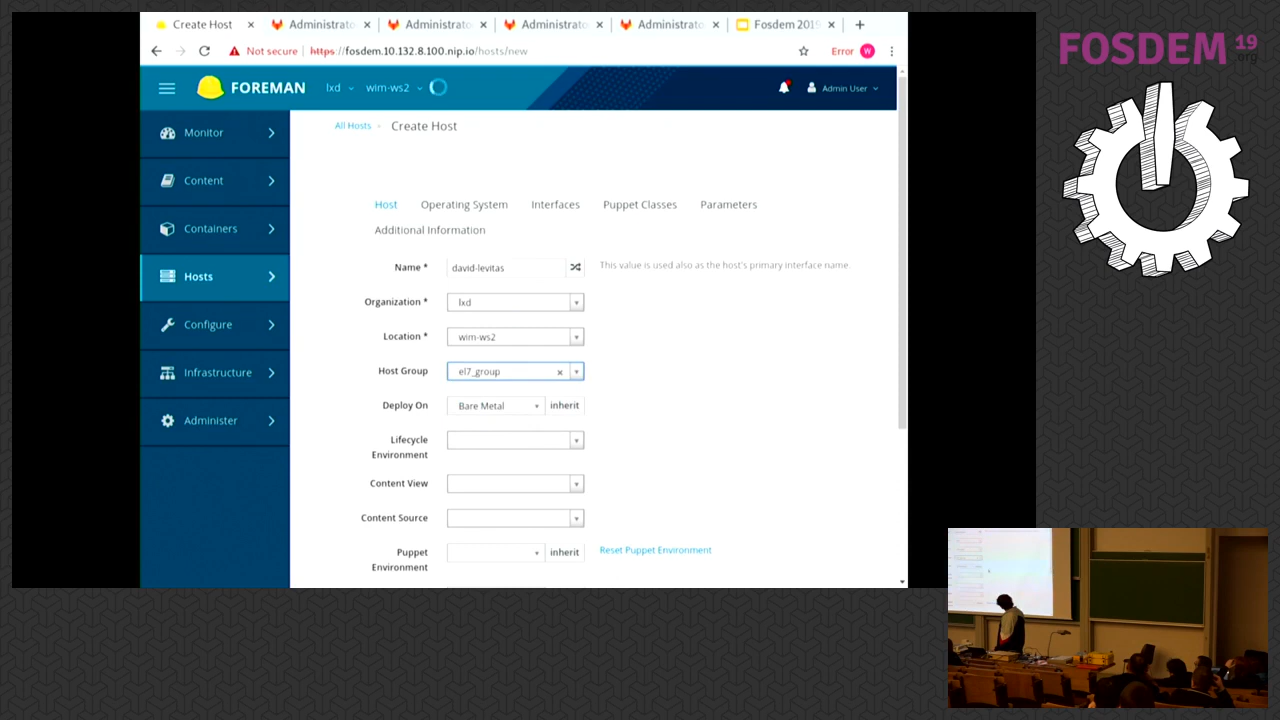 Create Host
Administrato
Administrato
Administrato
Administrato
Fosdem 2019
Not secure
https://fosdem.10.132.8.100.nip.io/hosts/new
Error
W
FOSDEM 19
.org
FOREMAN
lxd
wim-ws2
Admin User
Monitor
Content
Containers
Hosts
Configure
Infrastructure
Administer
All Hosts
Create Host
Host
Operating System
Interfaces
Puppet Classes
Parameters
Additional Information
Name *
david-levitas
This value is used also as the host's primary interface name.
Organization *
lxd
Location *
wim-ws2
Host Group
el7_group
Deploy On
Bare Metal
inherit
Lifecycle
Environment
Content View
Content Source
Puppet
Environment
inherit
Reset Puppet Environment